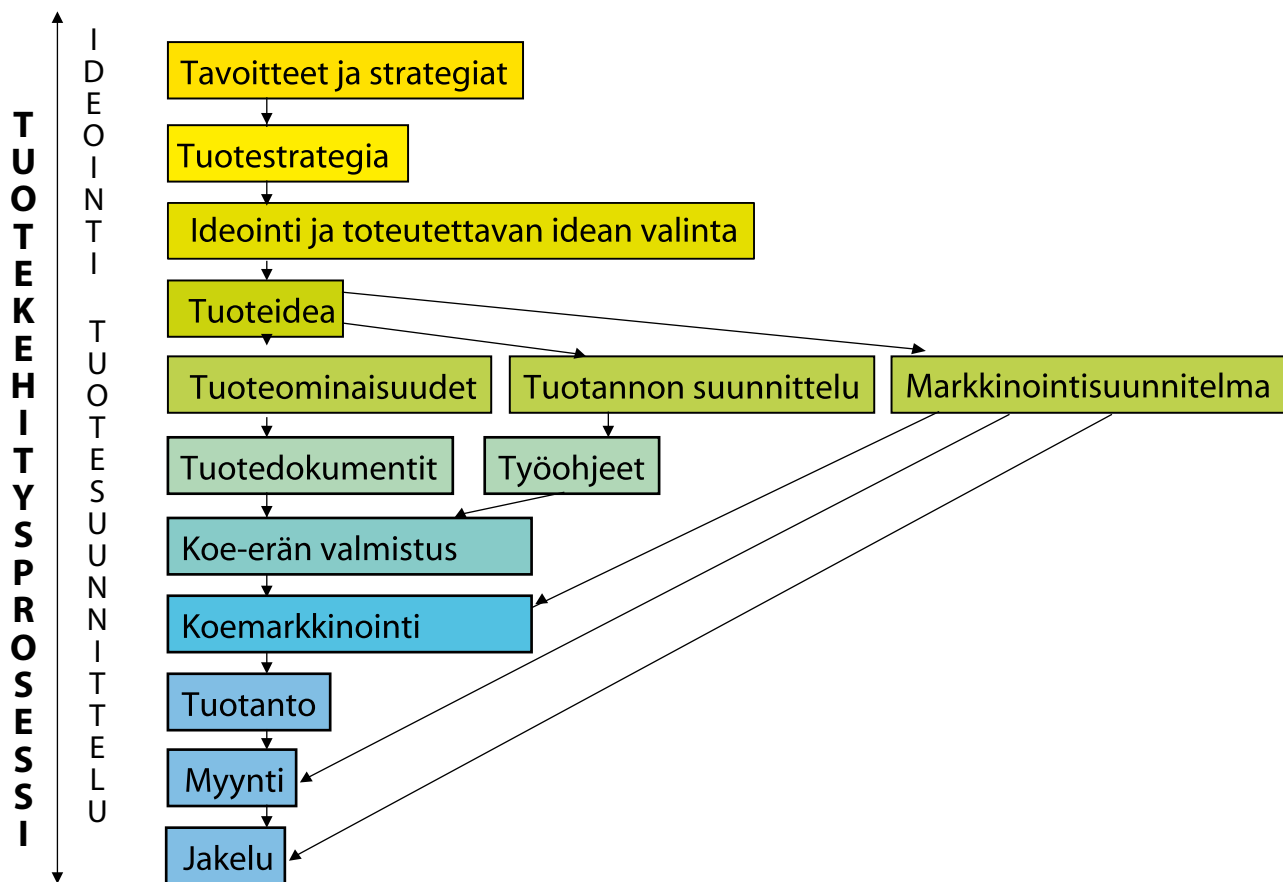 TUOTEKEHITYSPROSESSI
IDEOINTI
TUOTESUUNNITTELU
Tavoitteet ja strategiat
Tuotestrategia
Ideointi ja toteutettavan idean valinta
Tuoteidea
Tuoteominaisuudet
Tuotannon suunnittelu
Markkinointisuunnitelma
Tuotedokumentit
Työohjeet
Koe-erän valmistus
Koemarkkinointi
Tuotanto
Myynti
Jakelu